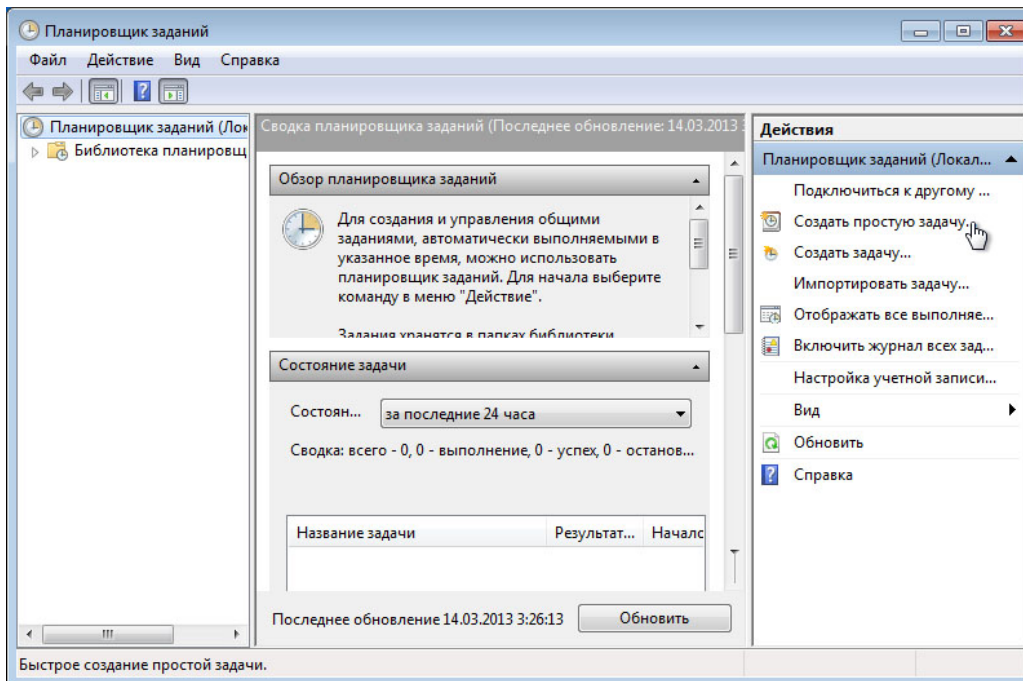 Планировщик заданий
Файл Действие Вид Справка
Планировщик заданий (Лок
Библиотека планировщ
Сводка планировщика заданий (Последнее обновление: 14.03.2013
Обзор планировщика заданий
Для создания и управления общими
заданиями, автоматически выполняемыми в
указанное время, можно использовать
планировщик заданий. Для начала выберите
команду в меню "Действие".
Задания хранятся в папках библиотеки
Состояние задачи
Состоян... за последние 24 часа
Сводка: всего - 0, 0 - выполнение, 0 - успех, 0 - останов...
Название задачи Результат... Началс
Последнее обновление 14.03.2013 3:26:13 Обновить
Действия
Планировщик заданий (Локал...
Подключиться к другому ...
Создать простую задачу...
Создать задачу...
Импортировать задачу...
Отображать все выполняе...
Включить журнал всех зад...
Настройка учетной записи...
Вид
Обновить
Справка
Быстрое создание простой задачи.